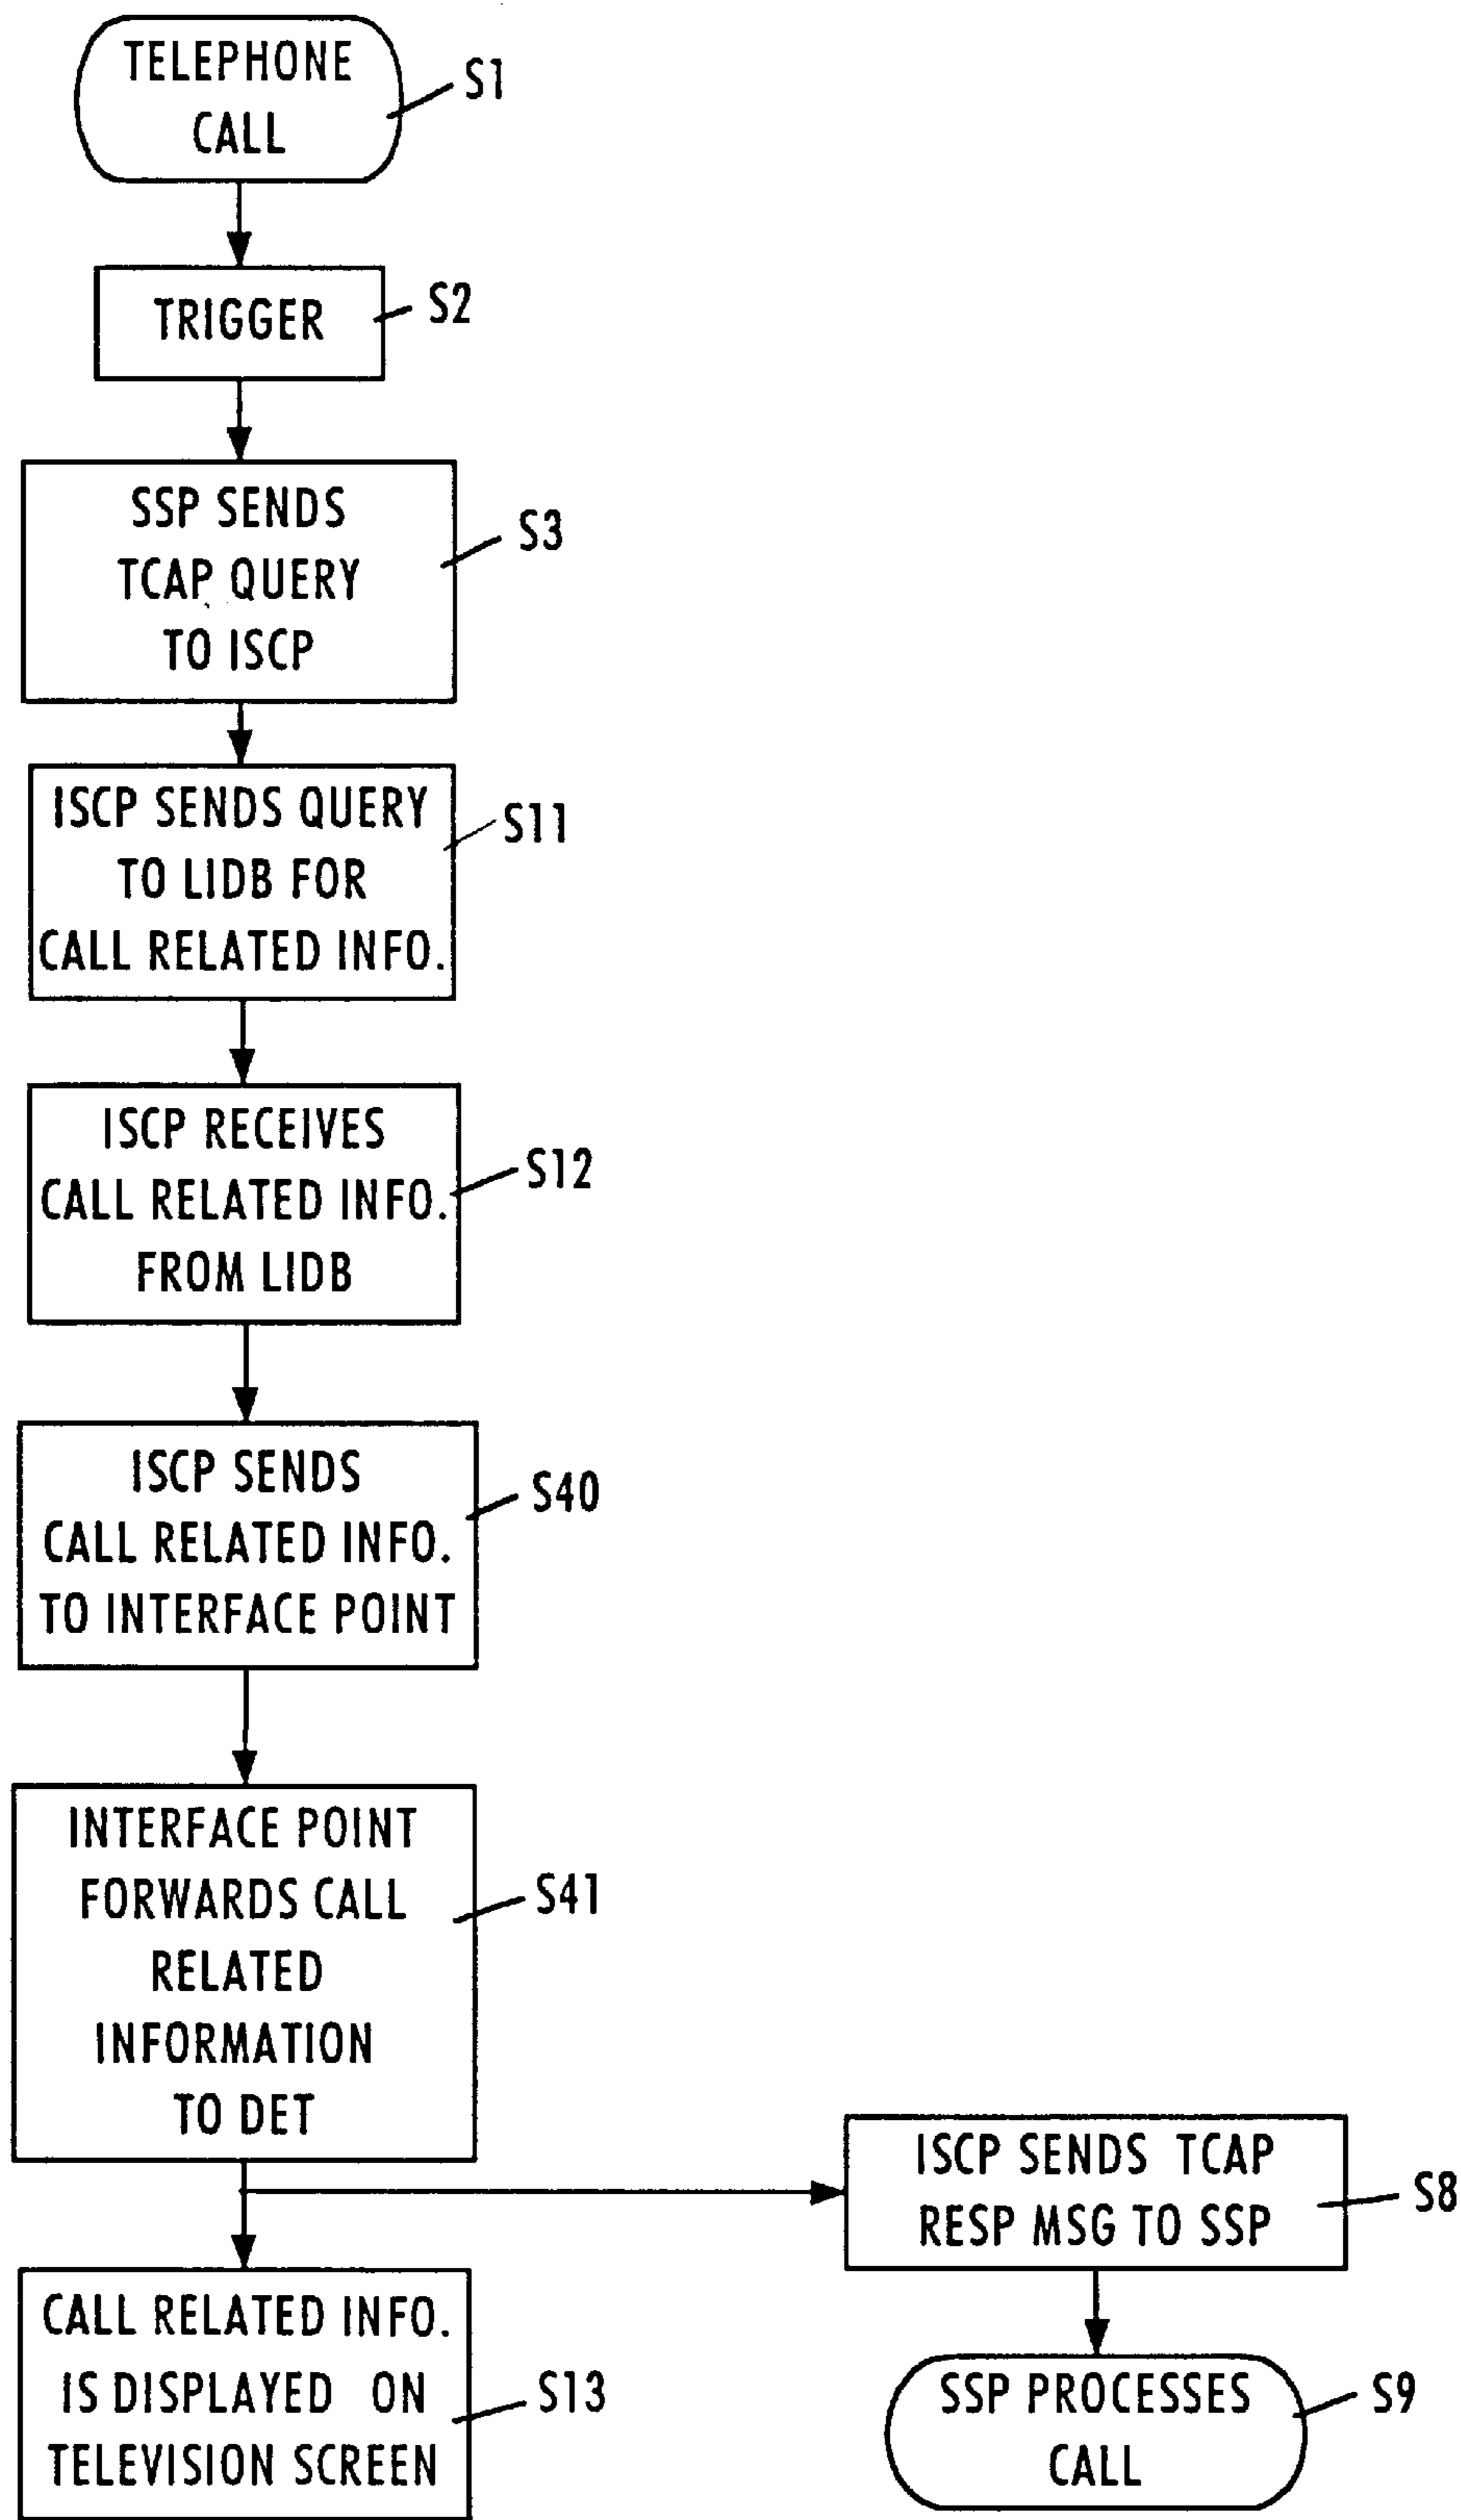 TELEPHONE
CALL
S1
TRIGGER
S2
SSP SENDS
TCAP QUERY
TO ISCP
S3
ISCP SENDS QUERY
TO LIDB FOR
CALL RELATED INFO.
S11
ISCP RECEIVES
CALL RELATED INFO.
FROM LIDB
S12
ISCP SENDS
CALL RELATED INFO.
TO INTERFACE POINT
S40
INTERFACE POINT
FORWARDS CALL
RELATED
INFORMATION
TO DET
S41
ISCP SENDS TCAP
RESP MSG TO SSP
S8
CALL RELATED INFO.
IS DISPLAYED ON
TELEVISION SCREEN
S13
SSP PROCESSES
CALL
S9